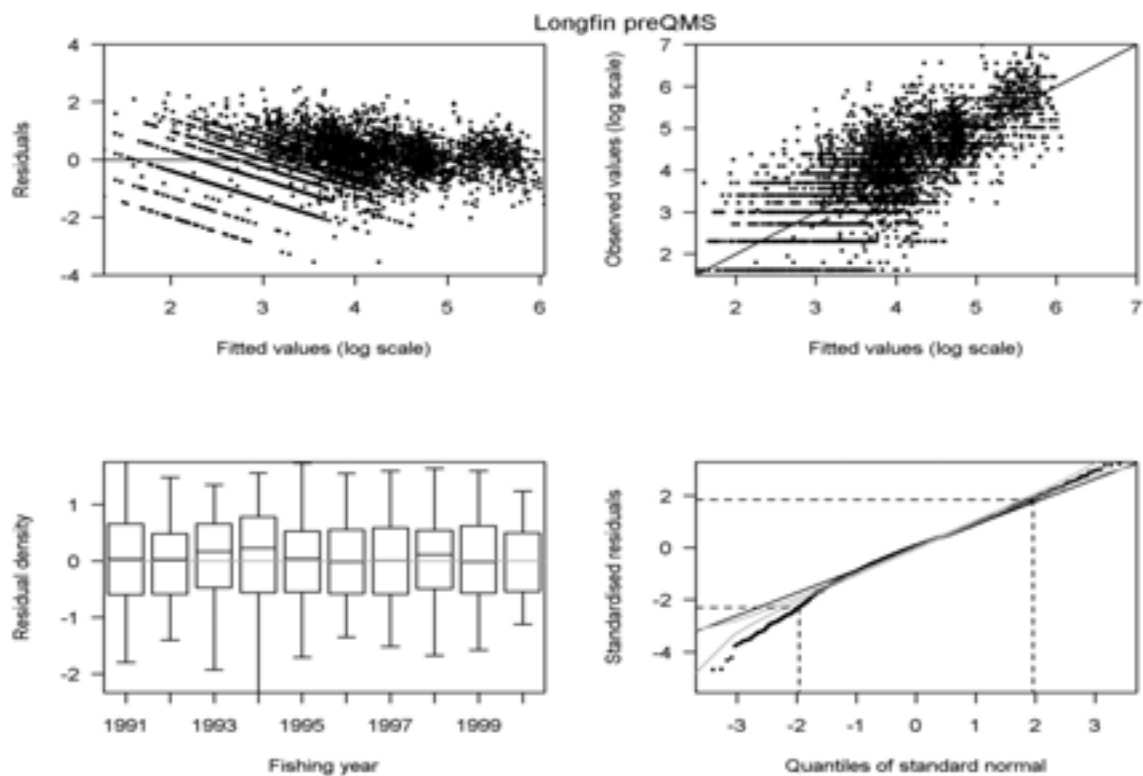 Longfin preQMS
4
2
0
-2
-4
Residuals
2 3 4 5 6
Fitted values (log scale)
7
6
5
4
3
2
Observed values (log scale)
2 3 4 5 6 7
Fitted values (log scale)
1
0
-1
-2
Residual density
1991 1993 1995 1997 1999
Fishing year
2
0
-2
-4
Standardised residuals
-3 -2 -1 0 1 2 3
Quantiles of standard normal